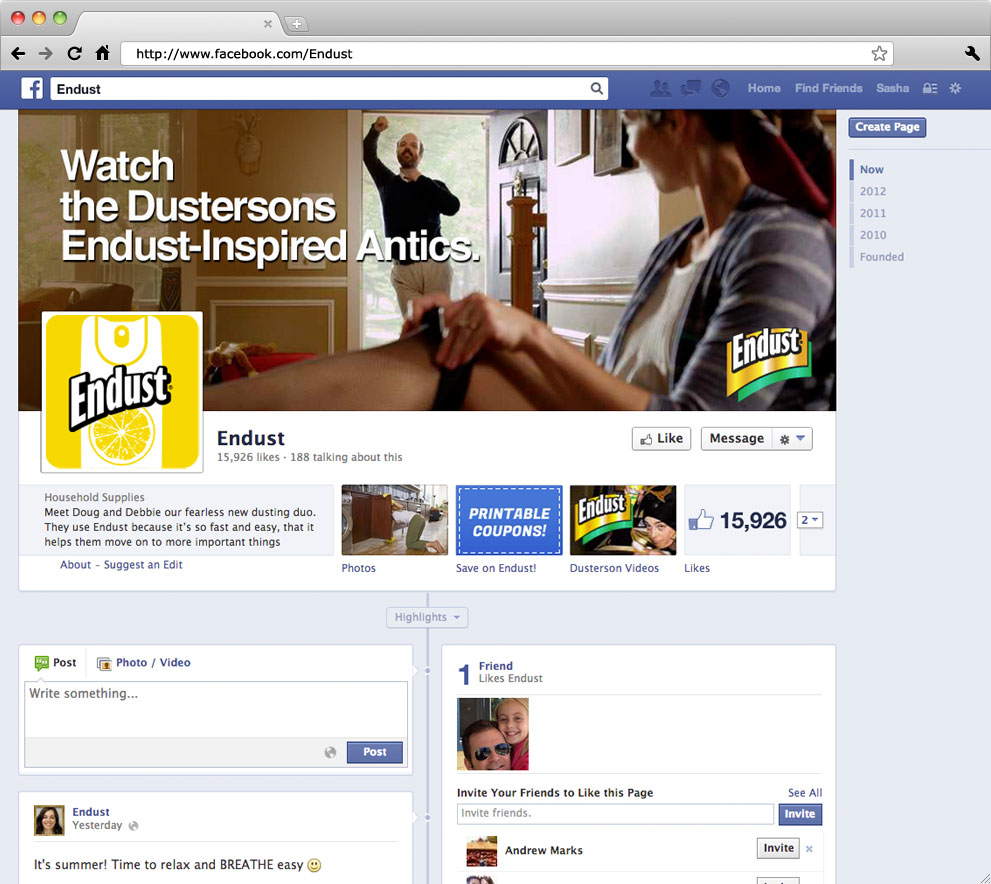 http://www.facebook.com/Endust
f
Endust
Home
Find Friends
Sasha
Create Page
Now
2012
2011
2010
Founded
Watch
the Dustersons
Endust-Inspired Antics.
Endust
Endust
Endust
15,926 likes · 188 talking about this
Like
Message
Household Supplies
Meet Doug and Debbie our fearless new dusting duo.
They use Endust because it's so fast and easy, that it
helps them move on to more important things
About - Suggest an Edit
Photos
PRINTABLE
COUPONS!
Save on Endust!
Endust
Dusterson Videos
15,926
Likes
2
Highlights
Post
Photo / Video
Write something...
Post
Endust
Yesterday
It's summer! Time to relax and BREATHE easy
1
Friend
Likes Endust
Invite Your Friends to Like this Page
See All
Invite friends.
Invite
Andrew Marks
Invite